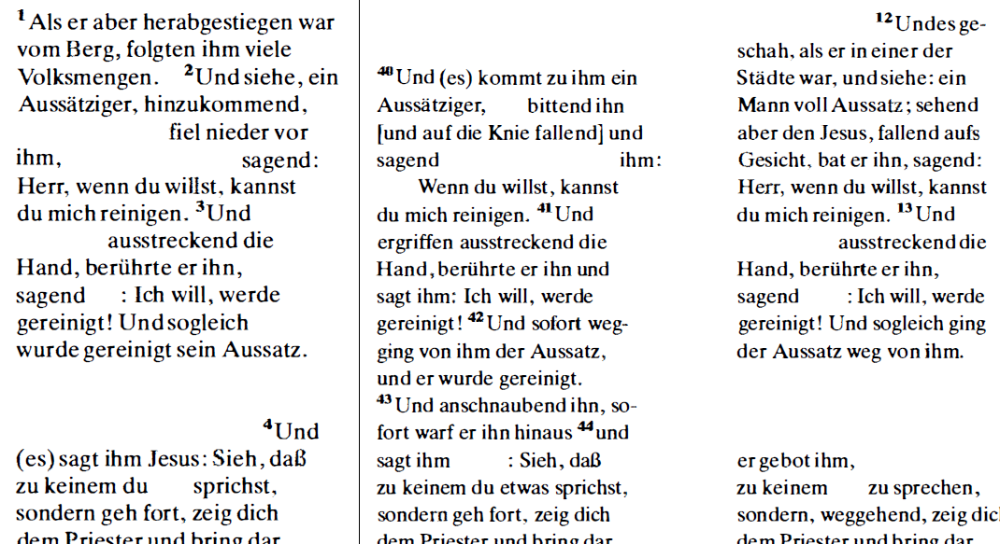 ¹Als er aber herabgestiegen war
vom Berg, folgten ihm viele
Volksmengen. ²Und siehe, ein
Aussätziger, hinzukommend,
fiel nieder vor
ihm, sagend:
Herr, wenn du willst, kannst
du mich reinigen. ³Und
ausstreckend die
Hand, berührte er ihn,
sagend : Ich will, werde
gereinigt! Und sogleich
wurde gereinigt sein Aussatz.
⁴Und
(es) sagt ihm Jesus: Sieh, daß
zu keinem du sprichst,
sondern geh fort, zeig dich
dem Priester und bring dar
⁴⁰Und (es) kommt zu ihm ein
Aussätziger, bittend ihn
[und auf die Knie fallend] und
sagend ihm:
Wenn du willst, kannst
du mich reinigen. ⁴¹Und
ergriffen ausstreckend die
Hand, berührte er ihn und
sagt ihm: Ich will, werde
gereinigt! ⁴²Und sofort weg-
ging von ihm der Aussatz,
und er wurde gereinigt.
⁴³Und anschnaubend ihn, so-
fort warf er ihn hinaus ⁴⁴und
sagt ihm : Sieh, daß
zu keinem du etwas sprichst,
sondern geh fort, zeig dich
dem Priester und bring dar
¹²Und es ge-
schah, als er in einer der
Städte war, und siehe: ein
Mann voll Aussatz; sehend
aber den Jesus, fallend aufs
Gesicht, bat er ihn, sagend:
Herr, wenn du willst, kannst
du mich reinigen. ¹³Und
ausstreckend die
Hand, berührte er ihn,
sagend : Ich will, werde
gereinigt! Und sogleich ging
der Aussatz weg von ihm.
er gebot ihm,
zu keinem zu sprechen,
sondern, weggehend, zeig dich
dem Priester und bring dar